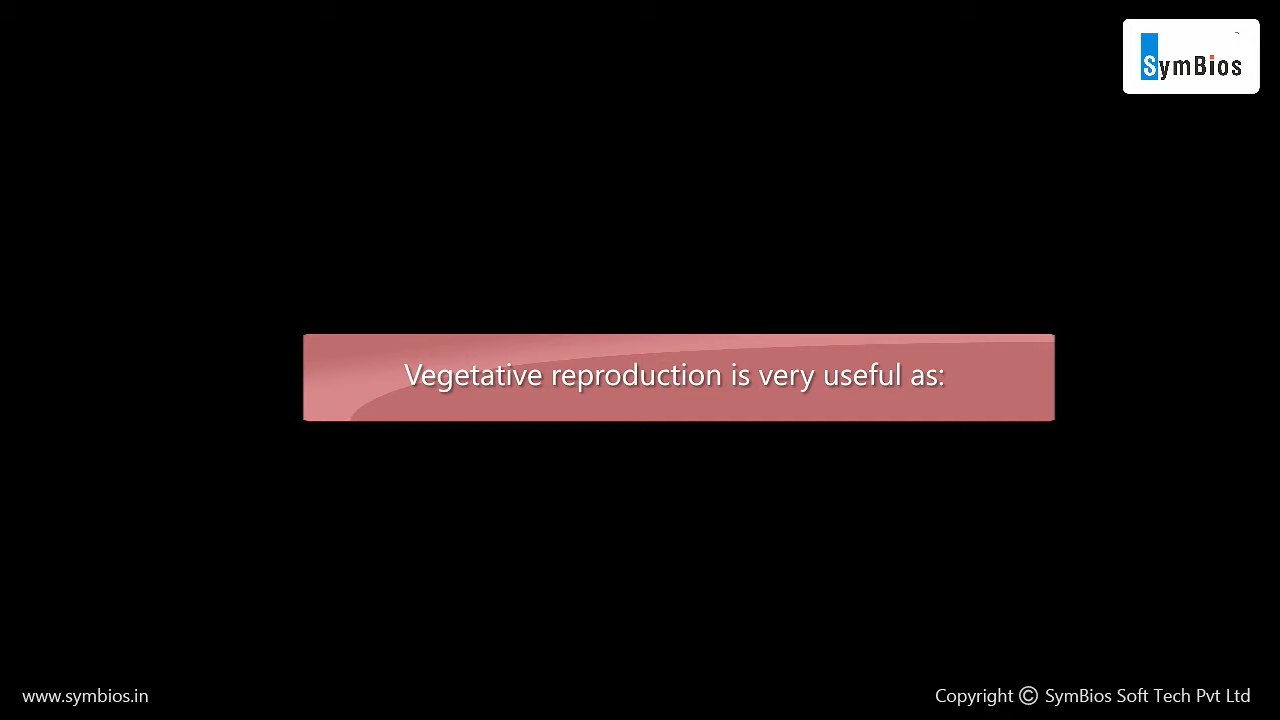 SymBios
Vegetative reproduction is very useful as:
www.symbios.in
Copyright © SymBios Soft Tech Pvt Ltd